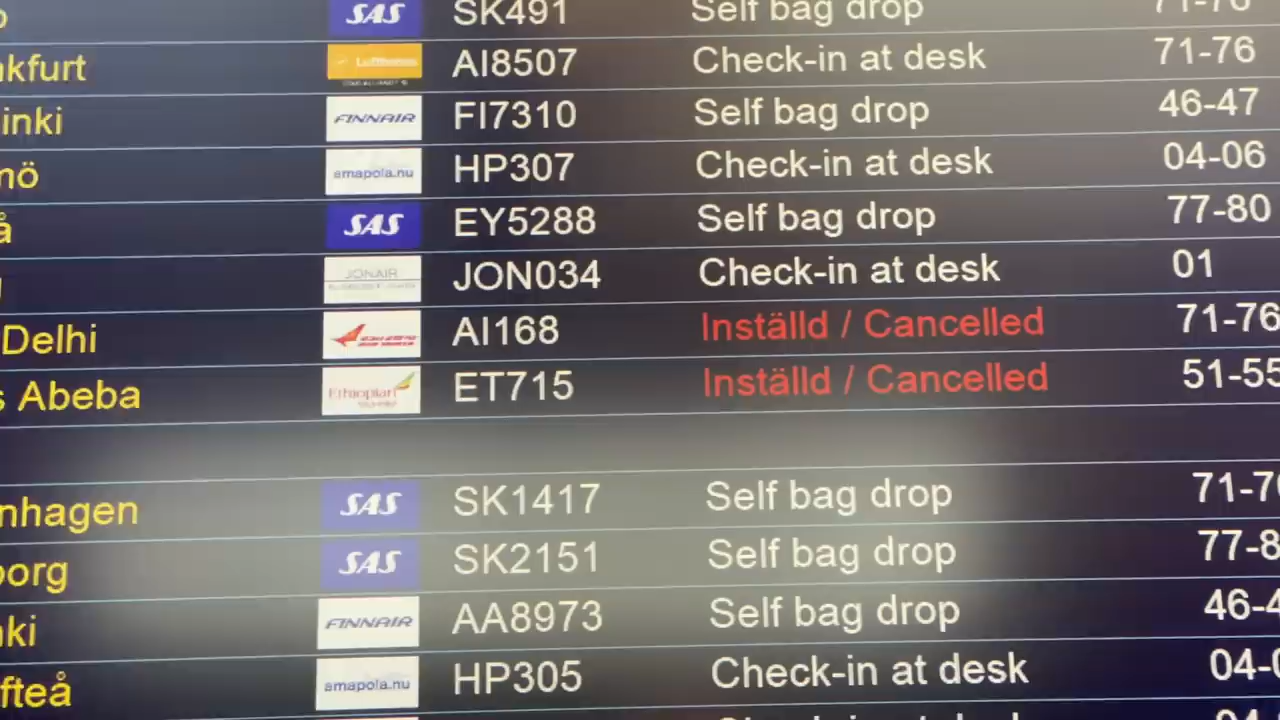 SAS SK491 Self bag drop 71-76
nkfurt Lufthansa AI8507 Check-in at desk 71-76
inki FINNAIR FI7310 Self bag drop 46-47
nö amapola.nu HP307 Check-in at desk 04-06
å SAS EY5288 Self bag drop 77-80
JONAIR JON034 Check-in at desk 01
Delhi AI168 Inställd / Cancelled 71-76
s Abeba Ethiopian ET715 Inställd / Cancelled 51-55
nhagen SAS SK1417 Self bag drop 71-7
borg SAS SK2151 Self bag drop 77-8
ki FINNAIR AA8973 Self bag drop 46-4
fteå amapola.nu HP305 Check-in at desk 04-0